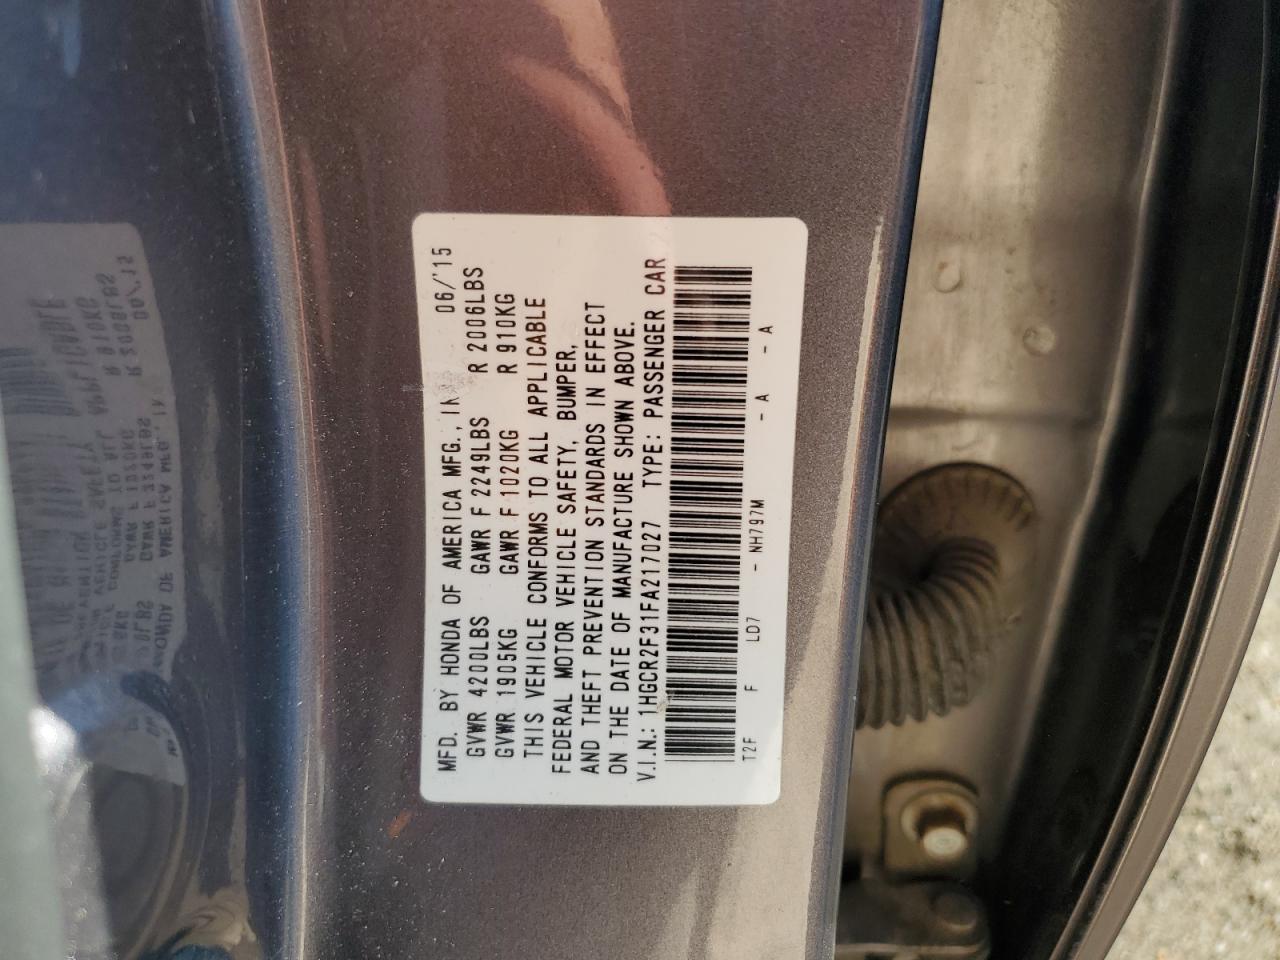 MFD. BY HONDA OF AMERICA MFG., IN 06/'15
GVWR 4200LBS GAWR F 2249LBS R 2006LBS
GVWR 1905KG GAWR F 1020KG R 910KG
THIS VEHICLE CONFORMS TO ALL APPLICABLE
FEDERAL MOTOR VEHICLE SAFETY, BUMPER,
AND THEFT PREVENTION STANDARDS IN EFFECT
ON THE DATE OF MANUFACTURE SHOWN ABOVE.
V.I.N.: 1HGCR2F31FA217027 TYPE: PASSENGER CAR
T2F F LD7 - NH797M - A - A